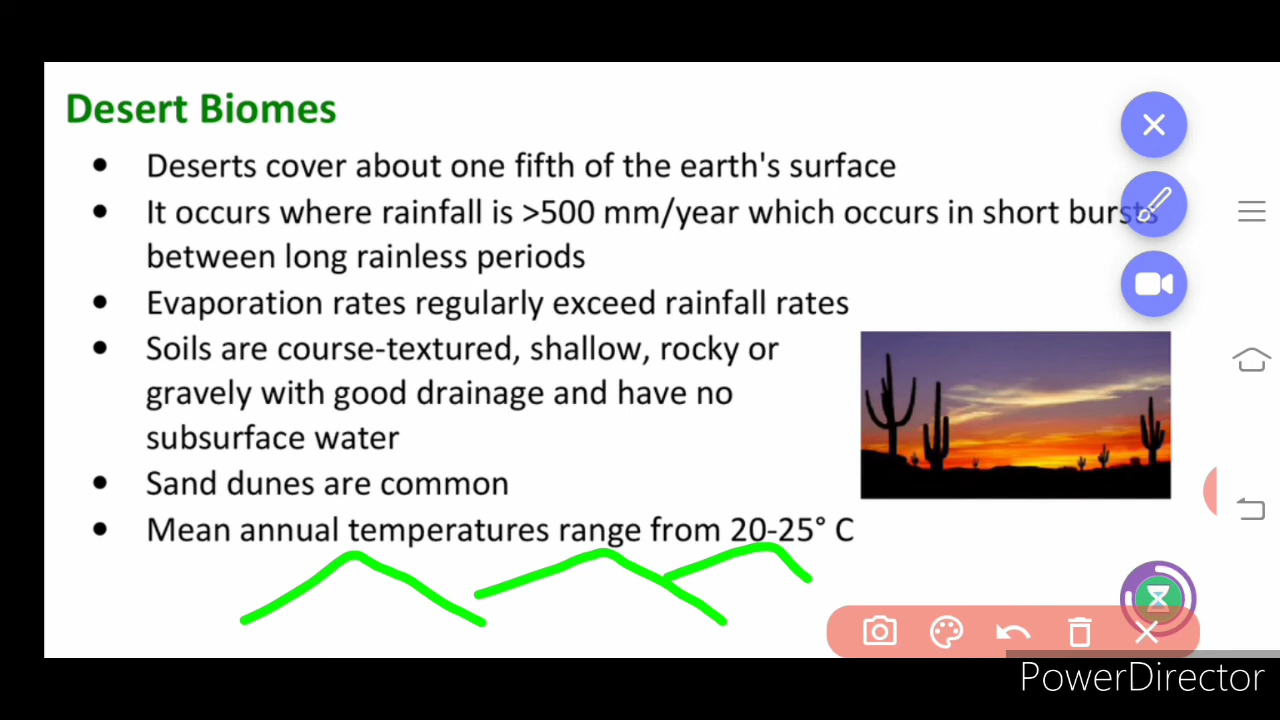 Desert Biomes
• Deserts cover about one fifth of the earth's surface
• It occurs where rainfall is >500 mm/year which occurs in short bursts
between long rainless periods
• Evaporation rates regularly exceed rainfall rates
• Soils are course-textured, shallow, rocky or
gravely with good drainage and have no
subsurface water
• Sand dunes are common
• Mean annual temperatures range from 20-25° C
PowerDirector